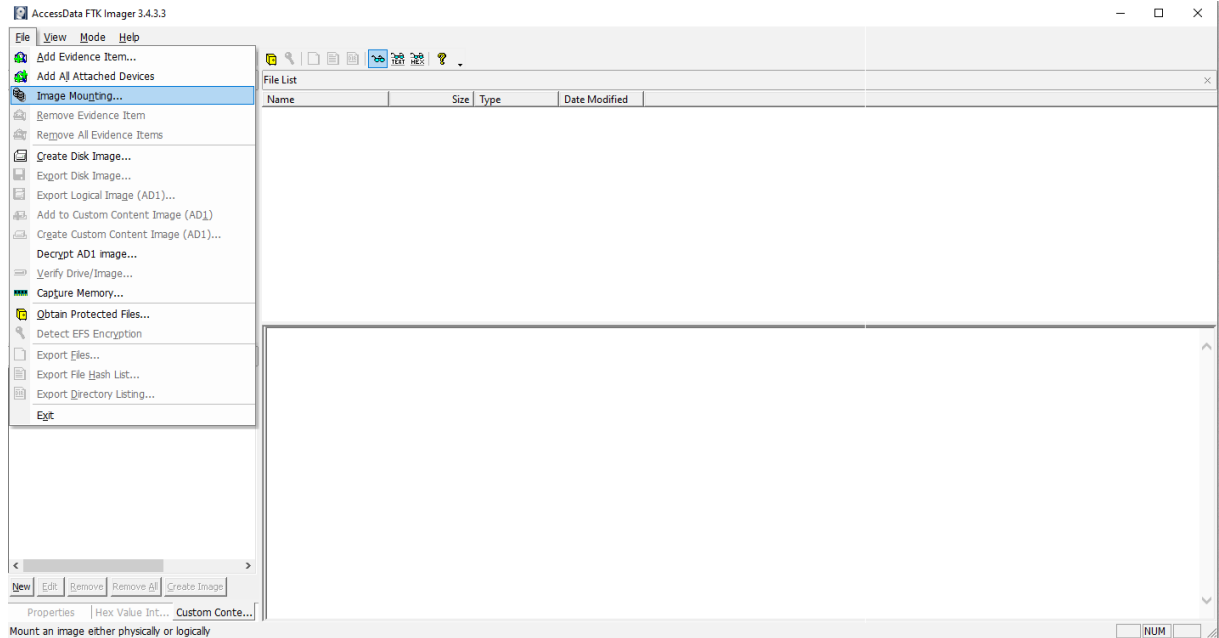 AccessData FTK Imager 3.4.3.3
File View Mode Help
Add Evidence Item...
Add All Attached Devices
Image Mounting...
Remove Evidence Item
Remove All Evidence Items
Create Disk Image...
Export Disk Image...
Export Logical Image (AD1)...
Add to Custom Content Image (AD1)
Create Custom Content Image (AD1)...
Decrypt AD1 image...
Verify Drive/Image...
Capture Memory...
Obtain Protected Files...
Detect EFS Encryption
Export Files...
Export File Hash List...
Export Directory Listing...
Exit
TEXT HEX
File List
Name Size Type Date Modified
New Edit Remove Remove All Create Image
Properties Hex Value Int... Custom Conte...
Mount an image either physically or logically
NUM